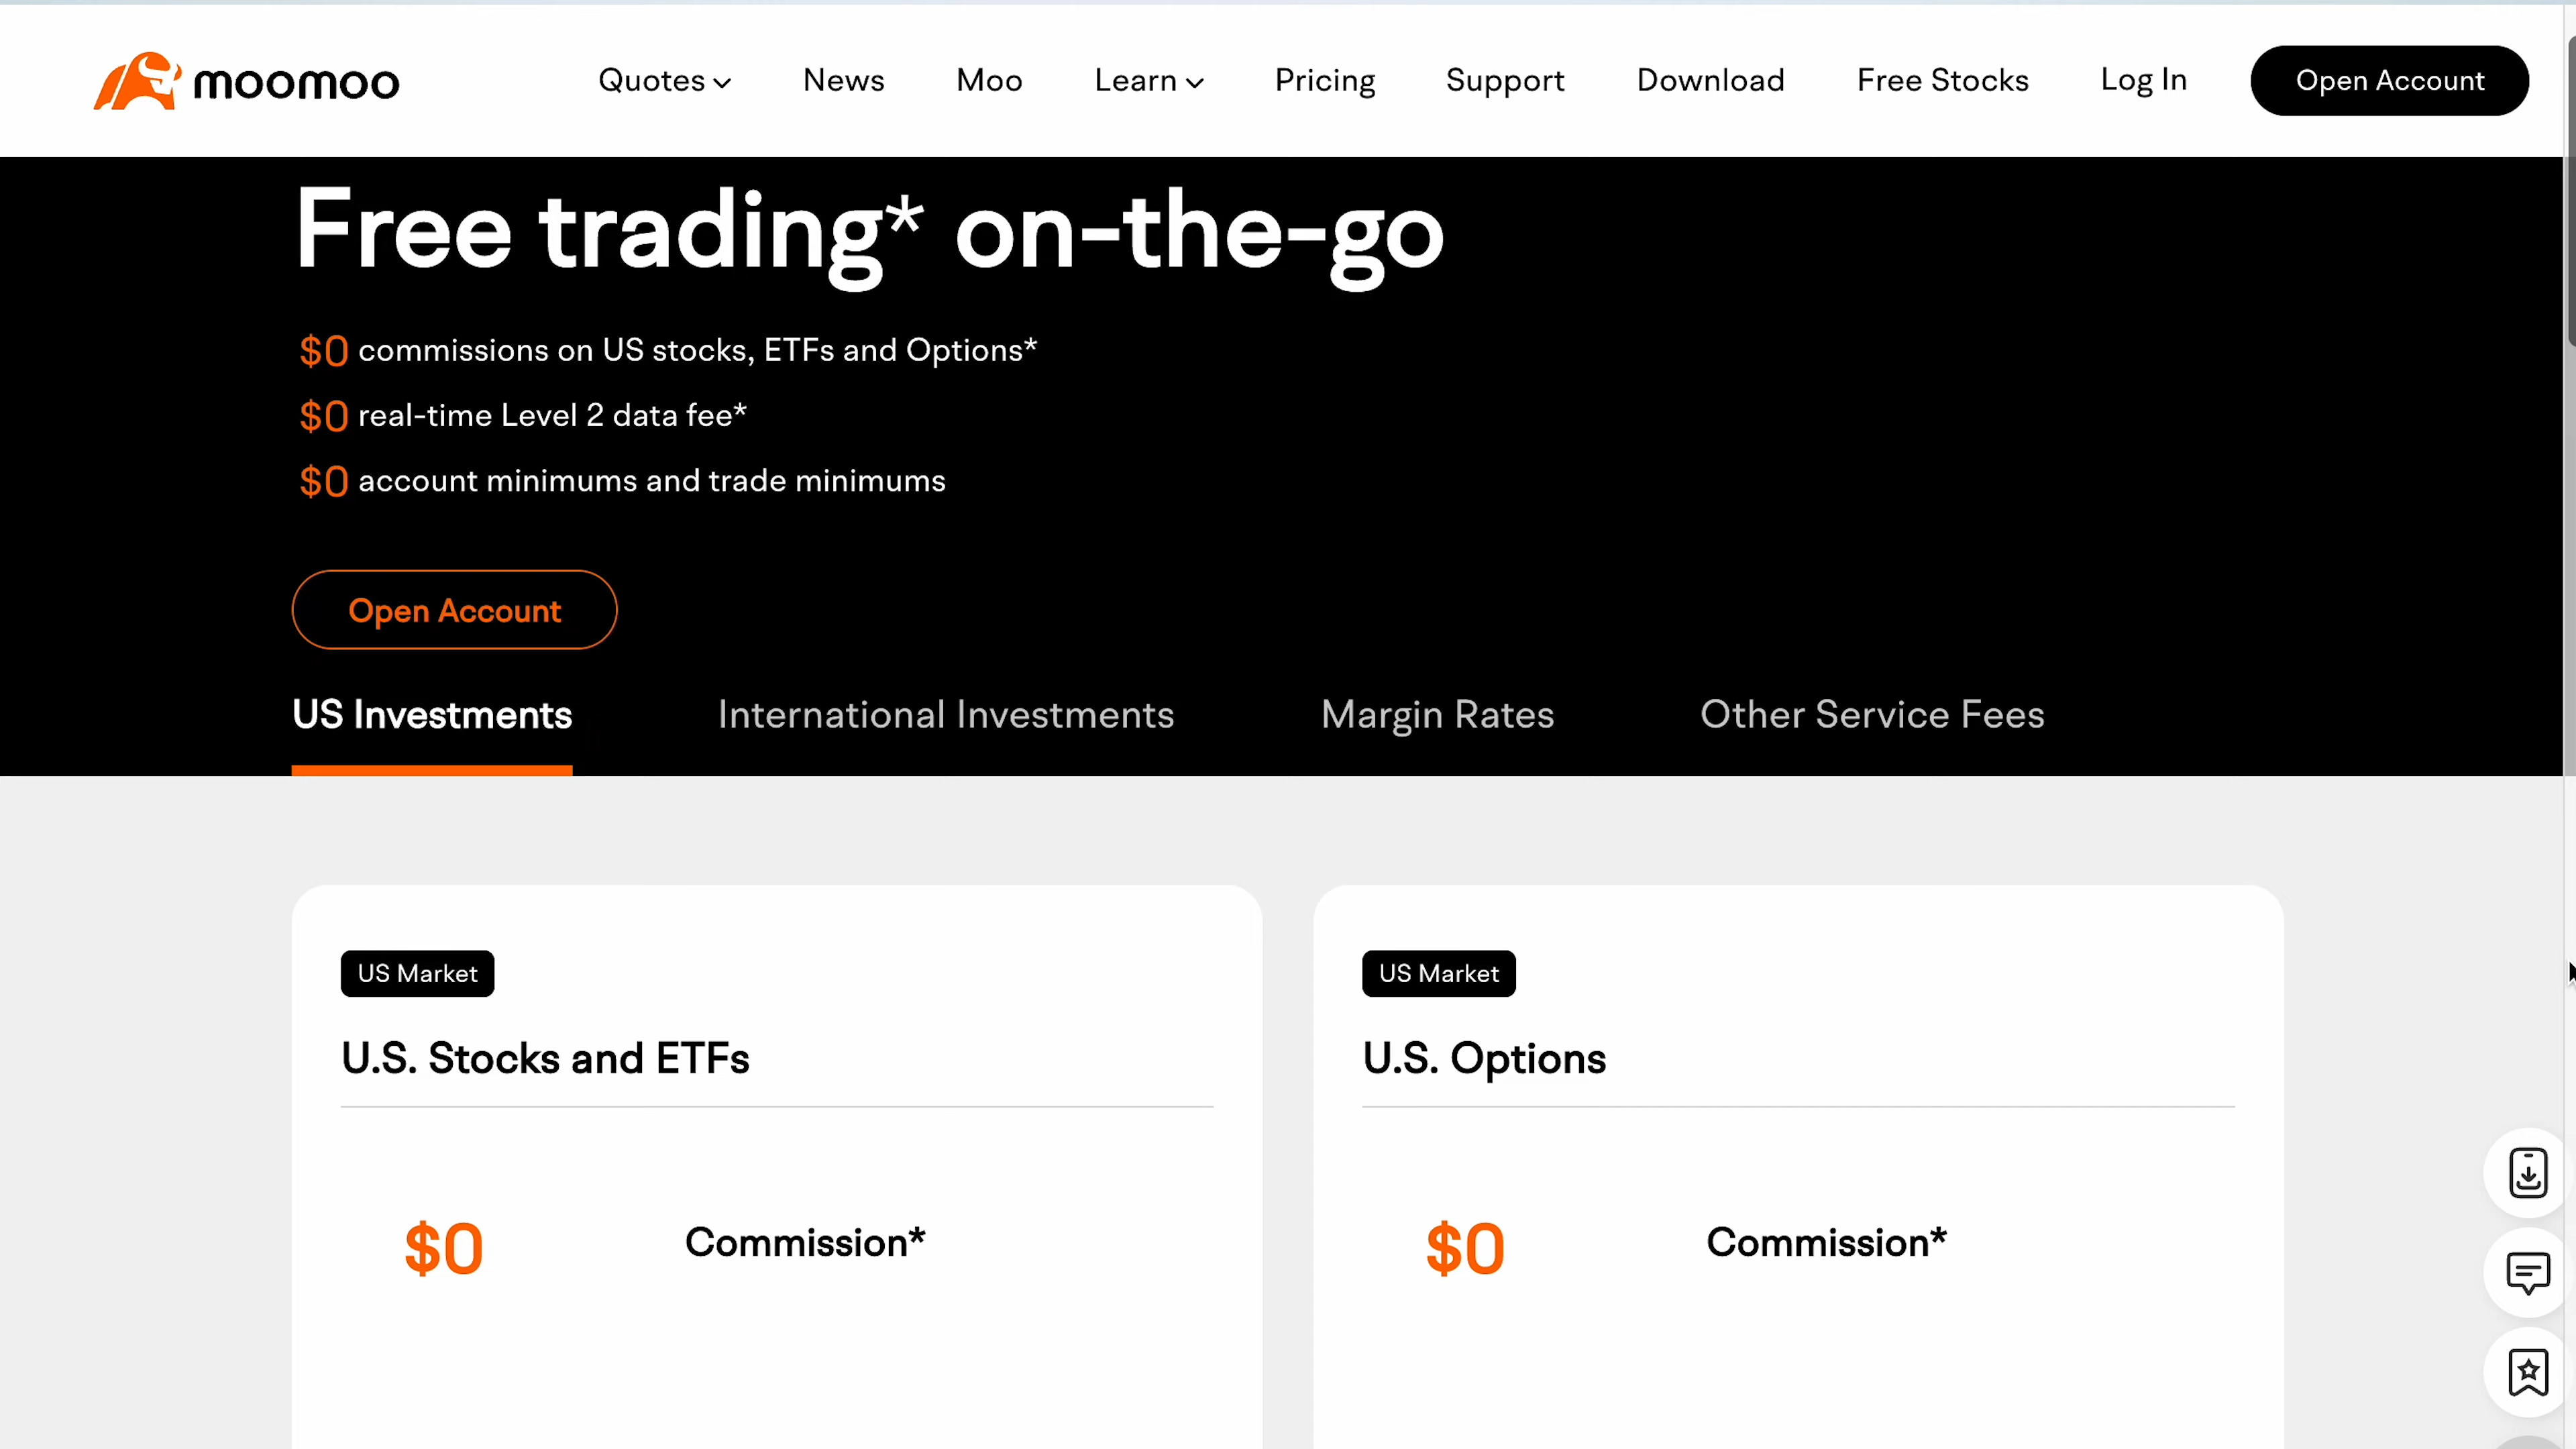 moomoo
Quotes News Moo Learn Pricing Support Download Free Stocks Log In Open Account
Free trading* on-the-go
$0 commissions on US stocks, ETFs and Options*
$0 real-time Level 2 data fee*
$0 account minimums and trade minimums
Open Account
US Investments International Investments Margin Rates Other Service Fees
US Market
U.S. Stocks and ETFs
$0 Commission*
US Market
U.S. Options
$0 Commission*